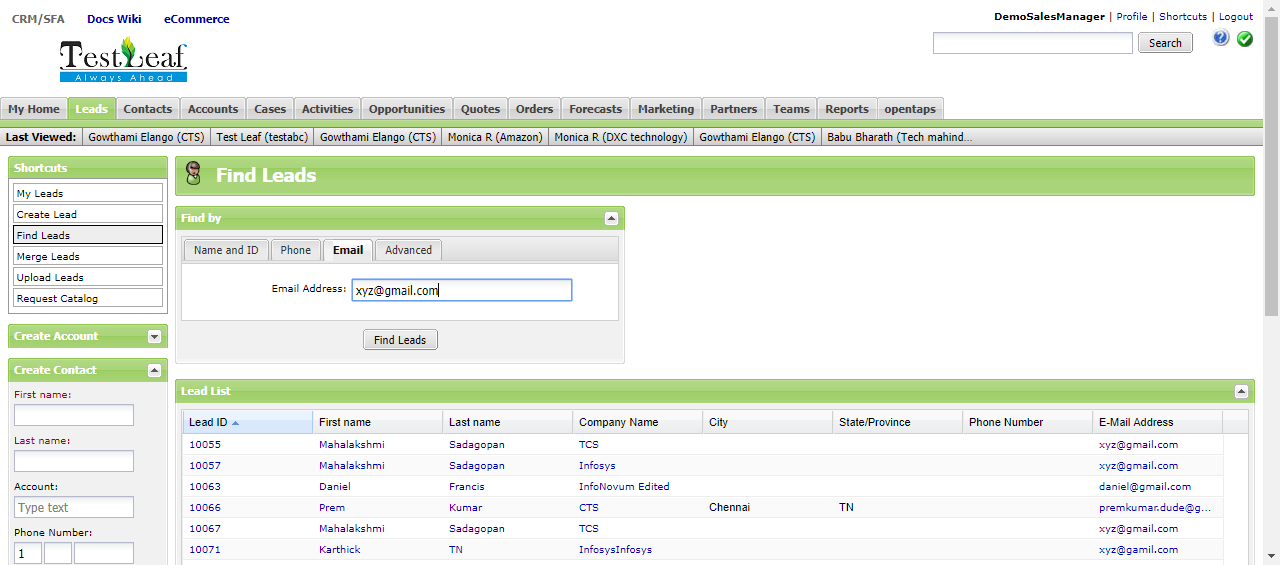 CRM/SFA Docs Wiki eCommerce
DemoSalesManager | Profile | Shortcuts | Logout
TestLeaf
Always Ahead
Search
?
My Home Leads Contacts Accounts Cases Activities Opportunities Quotes Orders Forecasts Marketing Partners Teams Reports opentaps
Last Viewed: Gowthami Elango (CTS) Test Leaf (testabc) Gowthami Elango (CTS) Monica R (Amazon) Monica R (DXC technology) Gowthami Elango (CTS) Babu Bharath (Tech mahind...
Shortcuts
My Leads
Create Lead
Find Leads
Merge Leads
Upload Leads
Request Catalog
Create Account
Create Contact
First name:
Last name:
Account:
Type text
Phone Number:
1
Find Leads
Find by
Name and ID Phone Email Advanced
Email Address: xyz@gmail.com
Find Leads
Lead List
Lead ID First name Last name Company Name City State/Province Phone Number E-Mail Address
10055 Mahalakshmi Sadagopan TCS xyz@gmail.com
10057 Mahalakshmi Sadagopan Infosys xyz@gmail.com
10063 Daniel Francis InfoNovum Edited daniel@gmail.com
10066 Prem Kumar CTS Chennai TN premkumar.dude@g...
10067 Mahalakshmi Sadagopan TCS xyz@gmail.com
10071 Karthick TN InfosysInfosys xyz@gamil.com